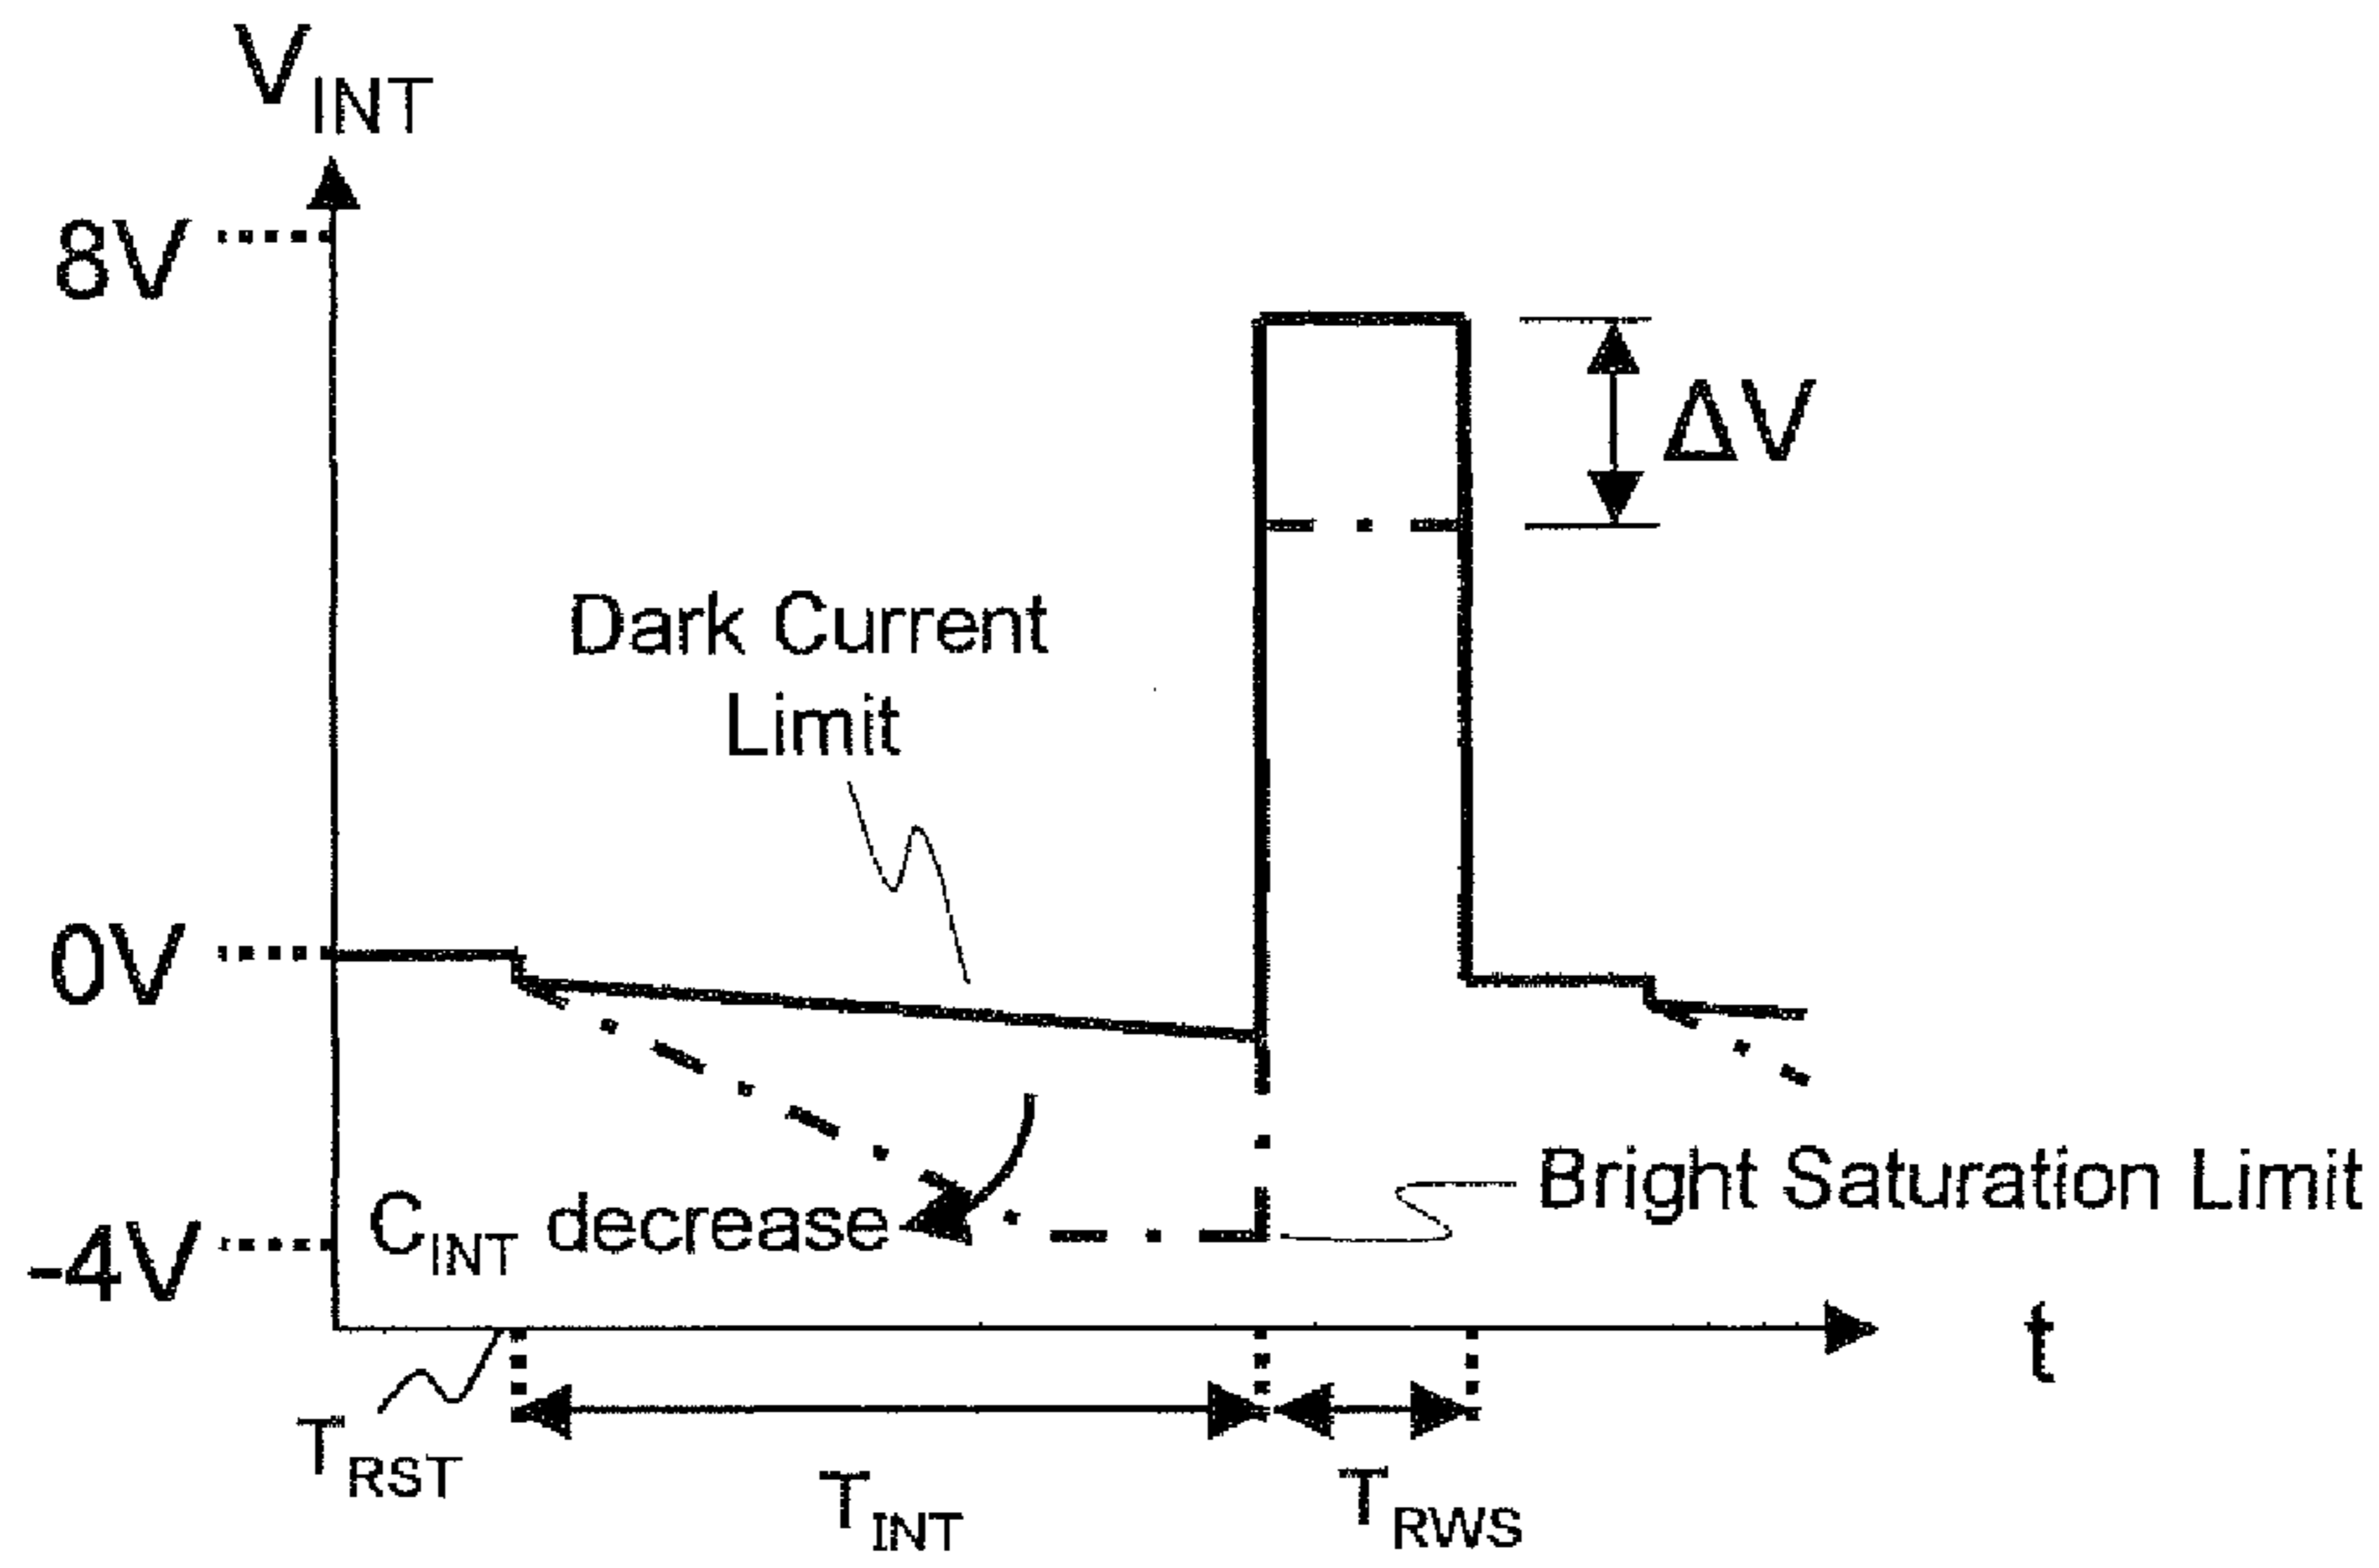 V_INT
8V
ΔV
Dark Current
Limit
0V
Bright Saturation Limit
C_INT decrease
-4V
t
T_RST
T_INT
T_RWS